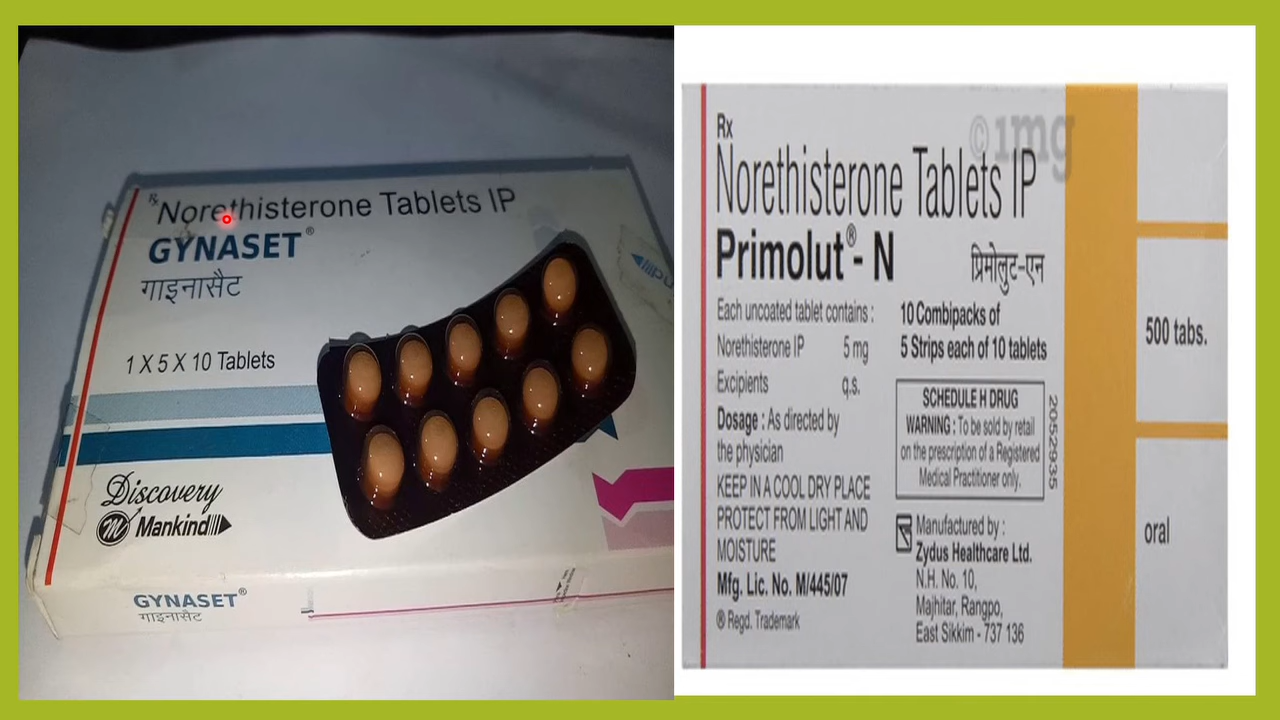 Rx
Norethisterone Tablets IP
GYNASET®
गाइनासैट
1 X 5 X 10 Tablets
Discovery
M Mankind
GYNASET®
गाइनासैट
©1mg
Rx
Norethisterone Tablets IP
Primolut®- N
प्रिमोलुट-एन
Each uncoated tablet contains :
Norethisterone IP 5 mg
Excipients q.s.
Dosage : As directed by
the physician
KEEP IN A COOL DRY PLACE
PROTECT FROM LIGHT AND
MOISTURE
Mfg. Lic. No. M/445/07
® Regd. Trademark
10 Combipacks of
5 Strips each of 10 tablets
SCHEDULE H DRUG
WARNING : To be sold by retail
on the prescription of a Registered
Medical Practitioner only.
2052935
Manufactured by :
Zydus Healthcare Ltd.
N.H. No. 10,
Majhitar, Rangpo,
East Sikkim - 737 136
500 tabs.
oral